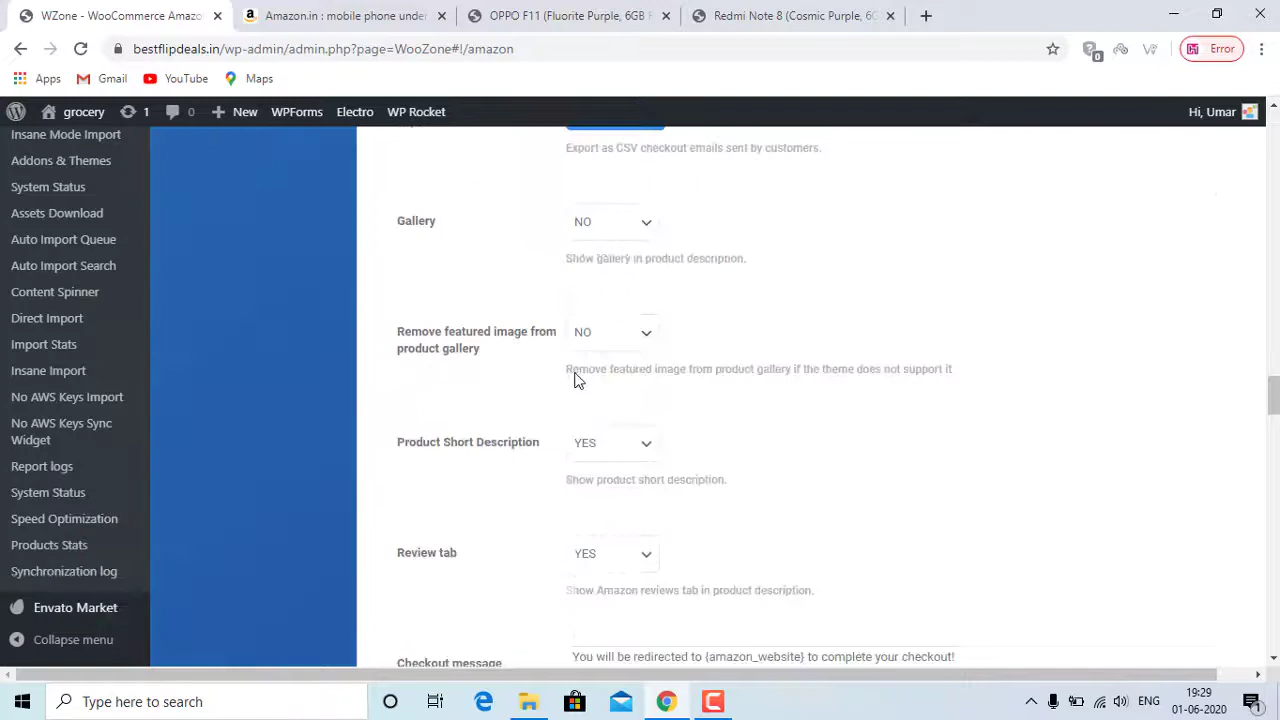 WZone - WooCommerce Amazo
Amazon.in : mobile phone under
OPPO F11 (Fluorite Purple, 6GB R
Redmi Note 8 (Cosmic Purple, 6G
bestflipdeals.in/wp-admin/admin.php?page=WooZone#!/amazon
0
Error
Apps
Gmail
YouTube
Maps
grocery
1
0
New
WPForms
Electro
WP Rocket
Hi, Umar
Insane Mode Import
Addons & Themes
System Status
Assets Download
Auto Import Queue
Auto Import Search
Content Spinner
Direct Import
Import Stats
Insane Import
No AWS Keys Import
No AWS Keys Sync
Widget
Report logs
System Status
Speed Optimization
Products Stats
Synchronization log
Envato Market
Collapse menu
Export as CSV checkout emails sent by customers.
Gallery
NO
Show gallery in product description.
Remove featured image from
product gallery
NO
Remove featured image from product gallery if the theme does not support it
Product Short Description
YES
Show product short description.
Review tab
YES
Show Amazon reviews tab in product description.
Checkout message
You will be redirected to {amazon_website} to complete your checkout!
Type here to search
ENG
19:29
01-06-2020
1